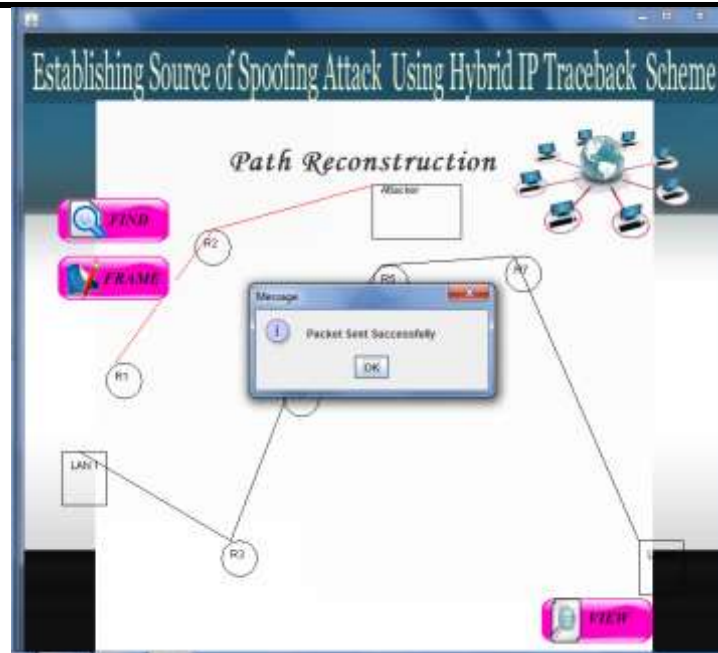 Establishing Source of Spoofing Attack Using Hybrid IP Traceback Scheme
Path Reconstruction
FIND
FRAME
Attacker
R2
R5
R7
Message
Packet Sent Successfully
OK
R1
LAN 1
R3
VIEW